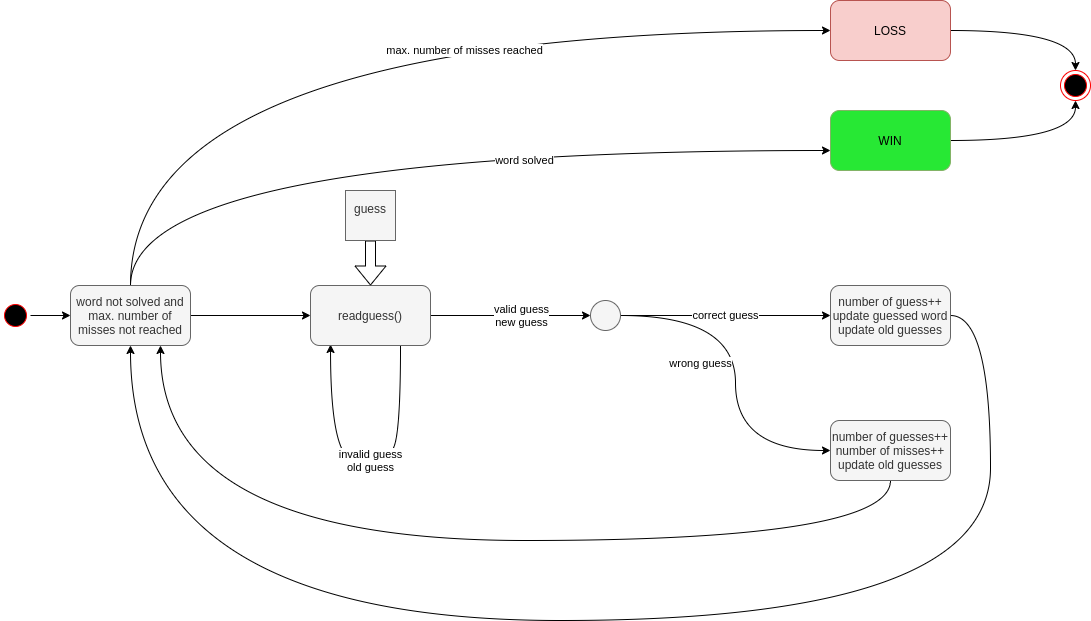 LOSS
max. number of misses reached
WIN
word solved
guess
word not solved and
max. number of
misses not reached
readguess()
valid guess
new guess
correct guess
number of guess++
update guessed word
update old guesses
wrong guess
number of guesses++
number of misses++
update old guesses
invalid guess
old guess